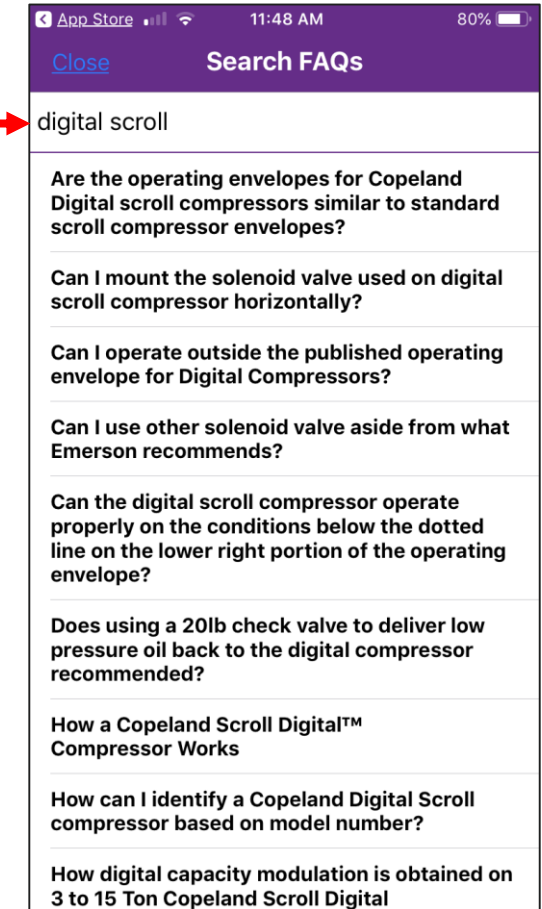 App Store 11:48 AM 80%
Close Search FAQs
digital scroll
Are the operating envelopes for Copeland
Digital scroll compressors similar to standard
scroll compressor envelopes?
Can I mount the solenoid valve used on digital
scroll compressor horizontally?
Can I operate outside the published operating
envelope for Digital Compressors?
Can I use other solenoid valve aside from what
Emerson recommends?
Can the digital scroll compressor operate
properly on the conditions below the dotted
line on the lower right portion of the operating
envelope?
Does using a 20lb check valve to deliver low
pressure oil back to the digital compressor
recommended?
How a Copeland Scroll Digital™
Compressor Works
How can I identify a Copeland Digital Scroll
compressor based on model number?
How digital capacity modulation is obtained on
3 to 15 Ton Copeland Scroll Digital